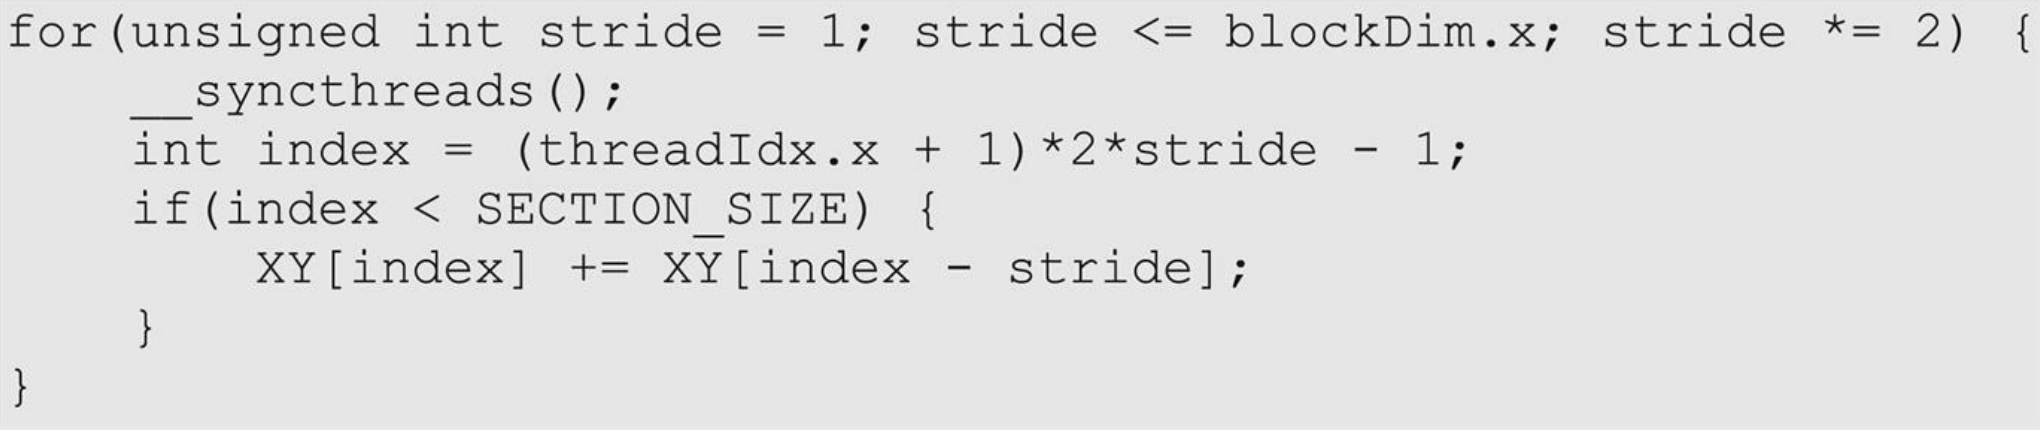 for(unsigned int stride = 1; stride <= blockDim.x; stride *= 2) {
    __syncthreads();
    int index = (threadIdx.x + 1)*2*stride - 1;
    if(index < SECTION_SIZE) {
        XY[index] += XY[index - stride];
    }
}